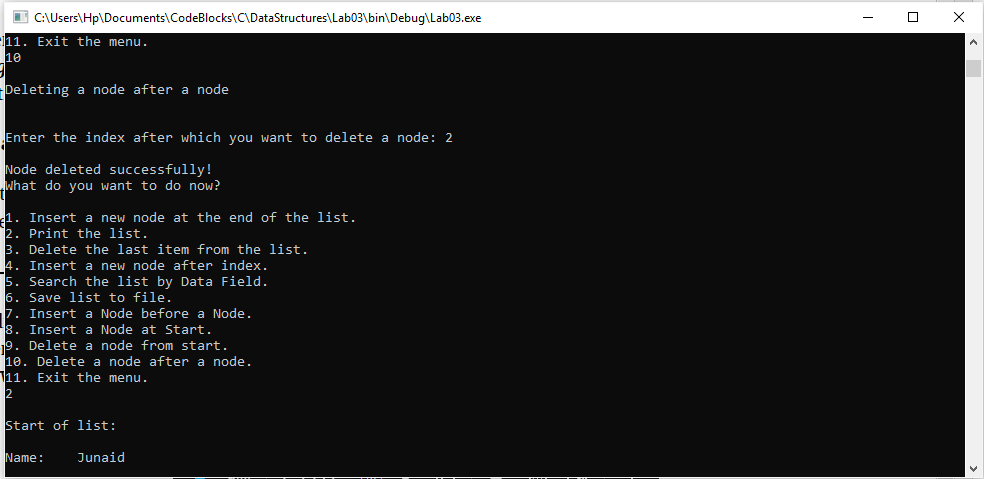 C:\Users\Hp\Documents\CodeBlocks\C\DataStructures\Lab03\bin\Debug\Lab03.exe
11. Exit the menu.
10
Deleting a node after a node
Enter the index after which you want to delete a node: 2
Node deleted successfully!
What do you want to do now?
1. Insert a new node at the end of the list.
2. Print the list.
3. Delete the last item from the list.
4. Insert a new node after index.
5. Search the list by Data Field.
6. Save list to file.
7. Insert a Node before a Node.
8. Insert a Node at Start.
9. Delete a node from start.
10. Delete a node after a node.
11. Exit the menu.
2
Start of list:
Name:    Junaid